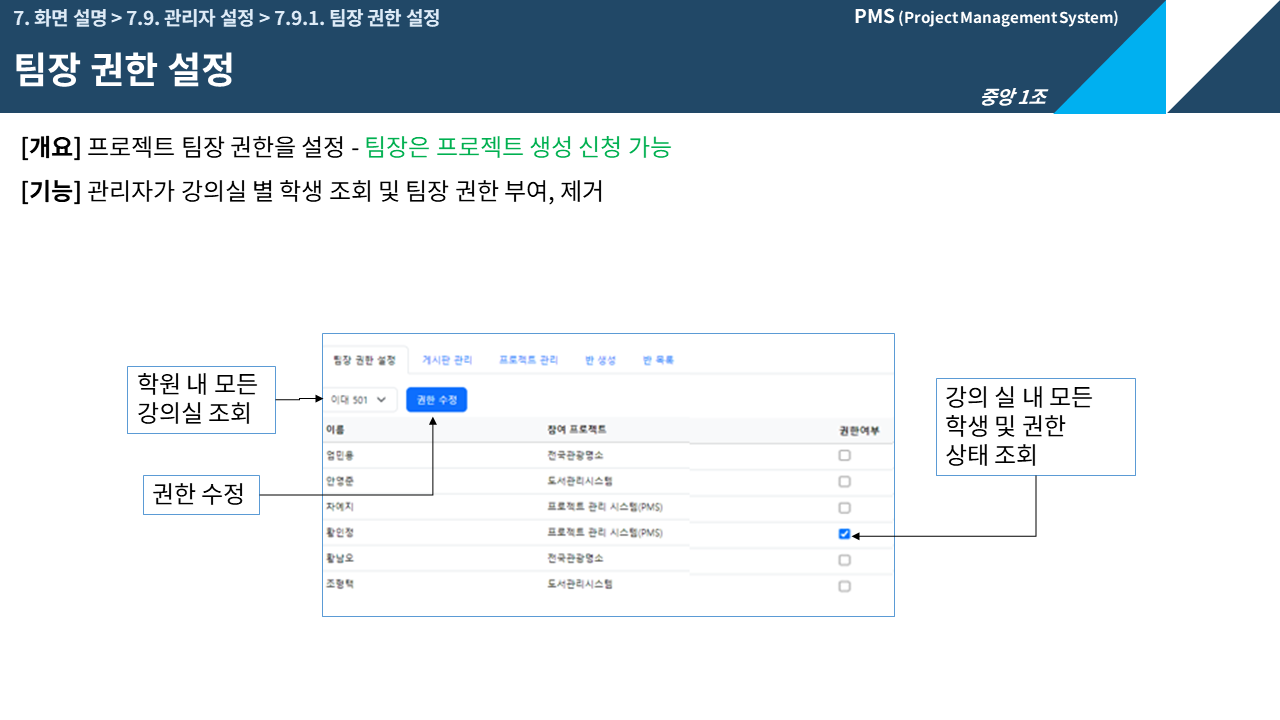 7. 화면 설명 > 7.9. 관리자 설정 > 7.9.1. 팀장 권한 설정
PMS (Project Management System)
팀장 권한 설정
중앙 1조
[개요] 프로젝트 팀장 권한을 설정 - 팀장은 프로젝트 생성 신청 가능
[기능] 관리자가 강의실 별 학생 조회 및 팀장 권한 부여, 제거
팀장 권한 설정 게시판 관리 프로젝트 관리 반 생성 반 목록
학원 내 모든
강의실 조회
이대 501
권한 수정
강의 실 내 모든
학생 및 권한
상태 조회
권한 수정
이름 참여 프로젝트 권한여부
엄민용 전국관광명소
안영준 도서관리시스템
차예지 프로젝트 관리 시스템(PMS)
황인정 프로젝트 관리 시스템(PMS)
황남오 전국관광명소
조평택 도서관리시스템